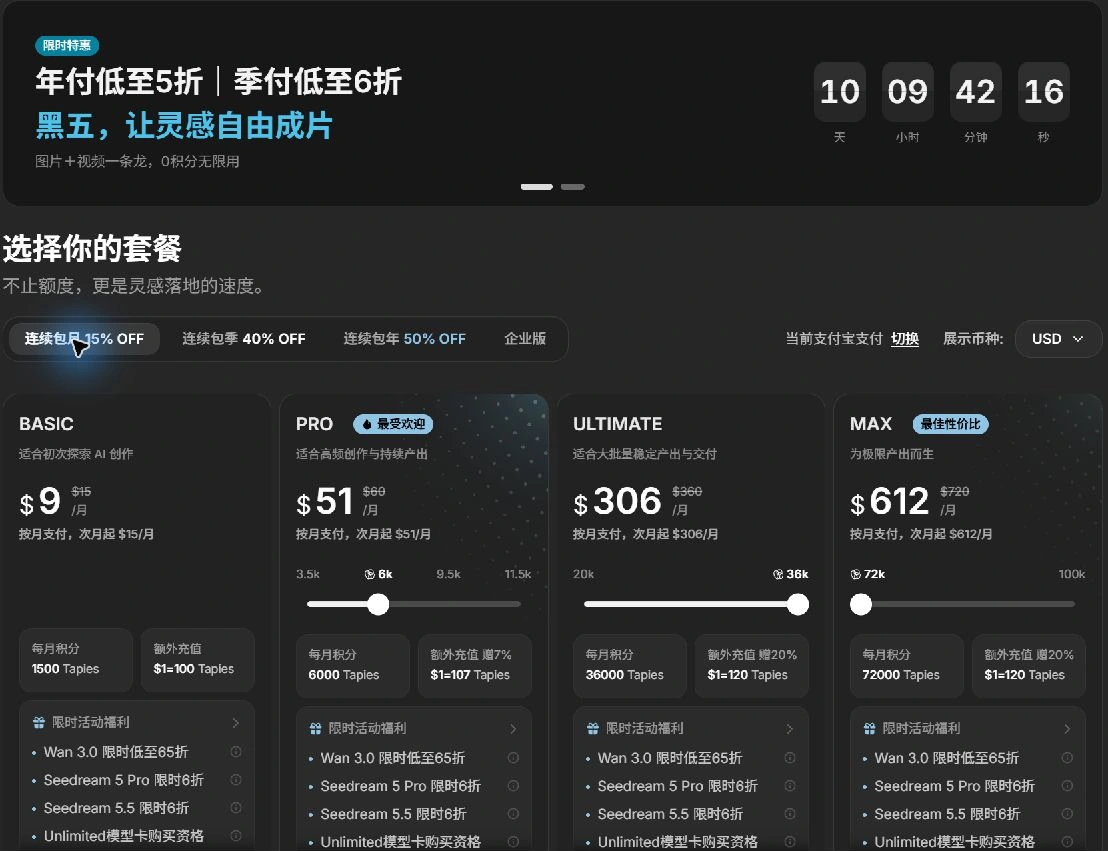 限时特惠
年付低至5折｜季付低至6折
黑五，让灵感自由成片
图片＋视频一条龙，0积分无限用
10 09 42 16
天 小时 分钟 秒
选择你的套餐
不止额度，更是灵感落地的速度。
连续包月 15% OFF 连续包季 40% OFF 连续包年 50% OFF 企业版
当前支付宝支付 切换 展示币种: USD
BASIC
适合初次探索 AI 创作
$9 $15 /月
按月支付，次月起 $15/月
每月积分 额外充值
1500 Tapies $1=100 Tapies
限时活动福利
Wan 3.0 限时低至65折
Seedream 5 Pro 限时6折
Seedream 5.5 限时6折
Unlimited模型卡购买资格
PRO 最受欢迎
适合高频创作与持续产出
$51 $60 /月
按月支付，次月起 $51/月
3.5k 6k 9.5k 11.5k
每月积分 额外充值 赠7%
6000 Tapies $1=107 Tapies
限时活动福利
Wan 3.0 限时低至65折
Seedream 5 Pro 限时6折
Seedream 5.5 限时6折
Unlimited模型卡购买资格
ULTIMATE
适合大批量稳定产出与交付
$306 $360 /月
按月支付，次月起 $306/月
20k 36k
每月积分 额外充值 赠20%
36000 Tapies $1=120 Tapies
限时活动福利
Wan 3.0 限时低至65折
Seedream 5 Pro 限时6折
Seedream 5.5 限时6折
Unlimited模型卡购买资格
MAX 最佳性价比
为极限产出而生
$612 $720 /月
按月支付，次月起 $612/月
72k 100k
每月积分 额外充值 赠20%
72000 Tapies $1=120 Tapies
限时活动福利
Wan 3.0 限时低至65折
Seedream 5 Pro 限时6折
Seedream 5.5 限时6折
Unlimited模型卡购买资格